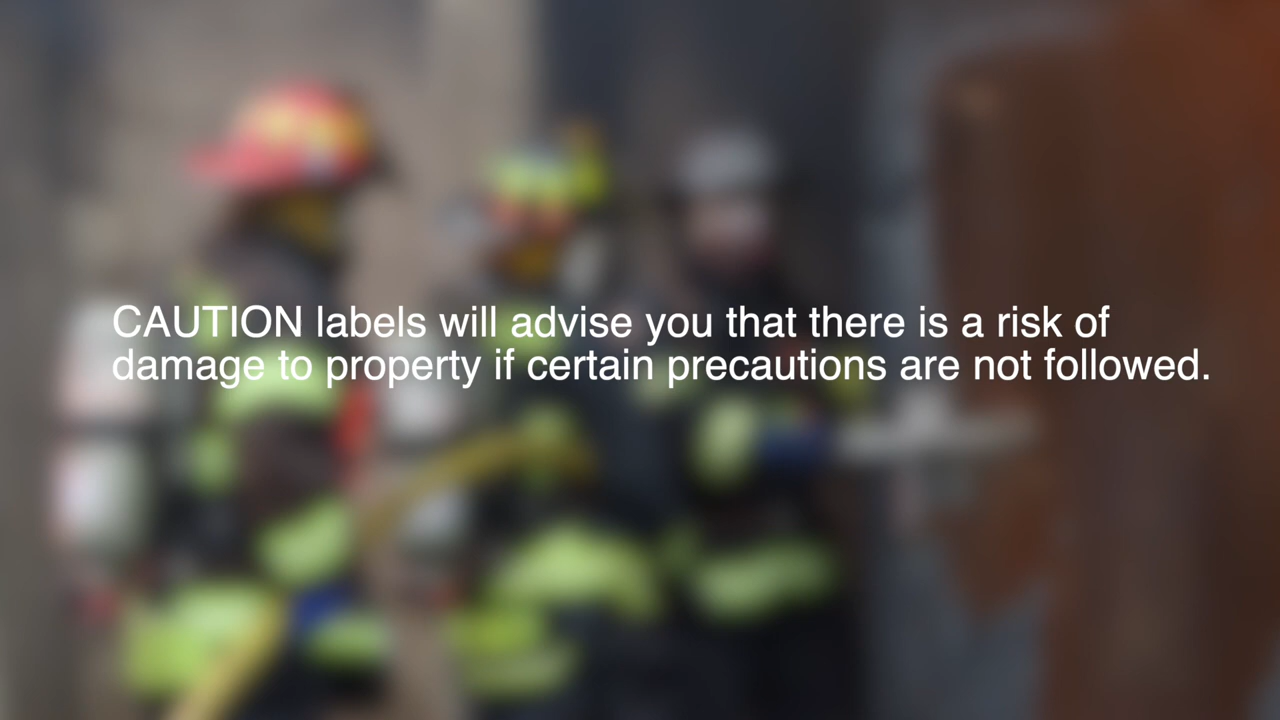 CAUTION labels will advise you that there is a risk of
damage to property if certain precautions are not followed.